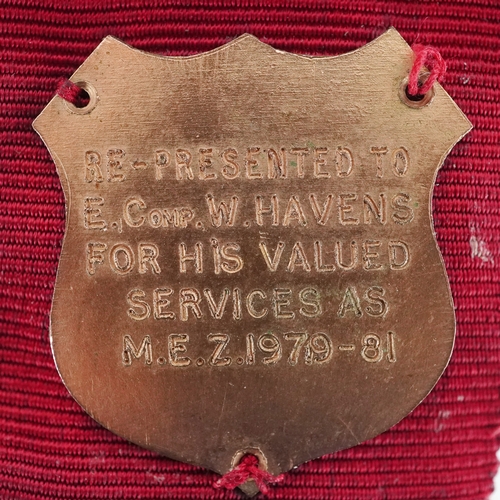 RE-PRESENTED TO
E. COMP. W. HAVENS
FOR HIS VALUED
SERVICES AS
M.E.Z. 1979-81